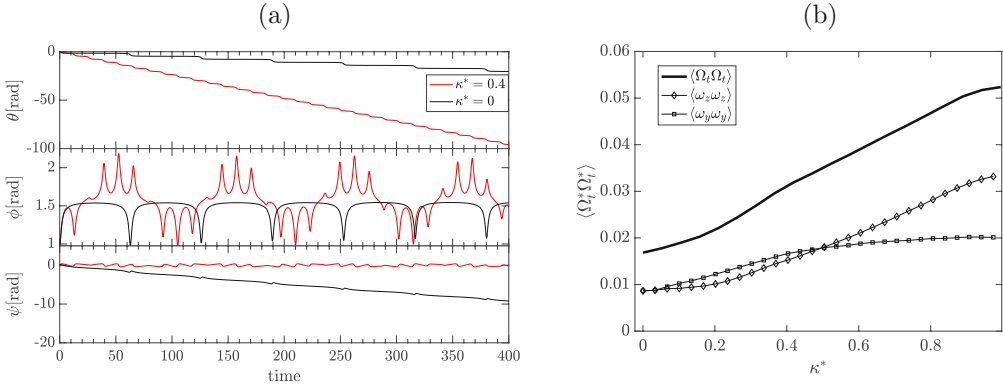 (a)
0
-50
-100
θ[rad]
κ* = 0.4
κ* = 0
2
1.5
1
ϕ[rad]
0
-10
-20
ψ[rad]
0 50 100 150 200 250 300 350 400
time
(b)
0.06
0.05
0.04
0.03
0.02
0.01
0
⟨Ω*ₜΩ*ₜ⟩
⟨ΩₜΩₜ⟩
⟨ω_zω_z⟩
⟨ω_yω_y⟩
0 0.2 0.4 0.6 0.8
κ*